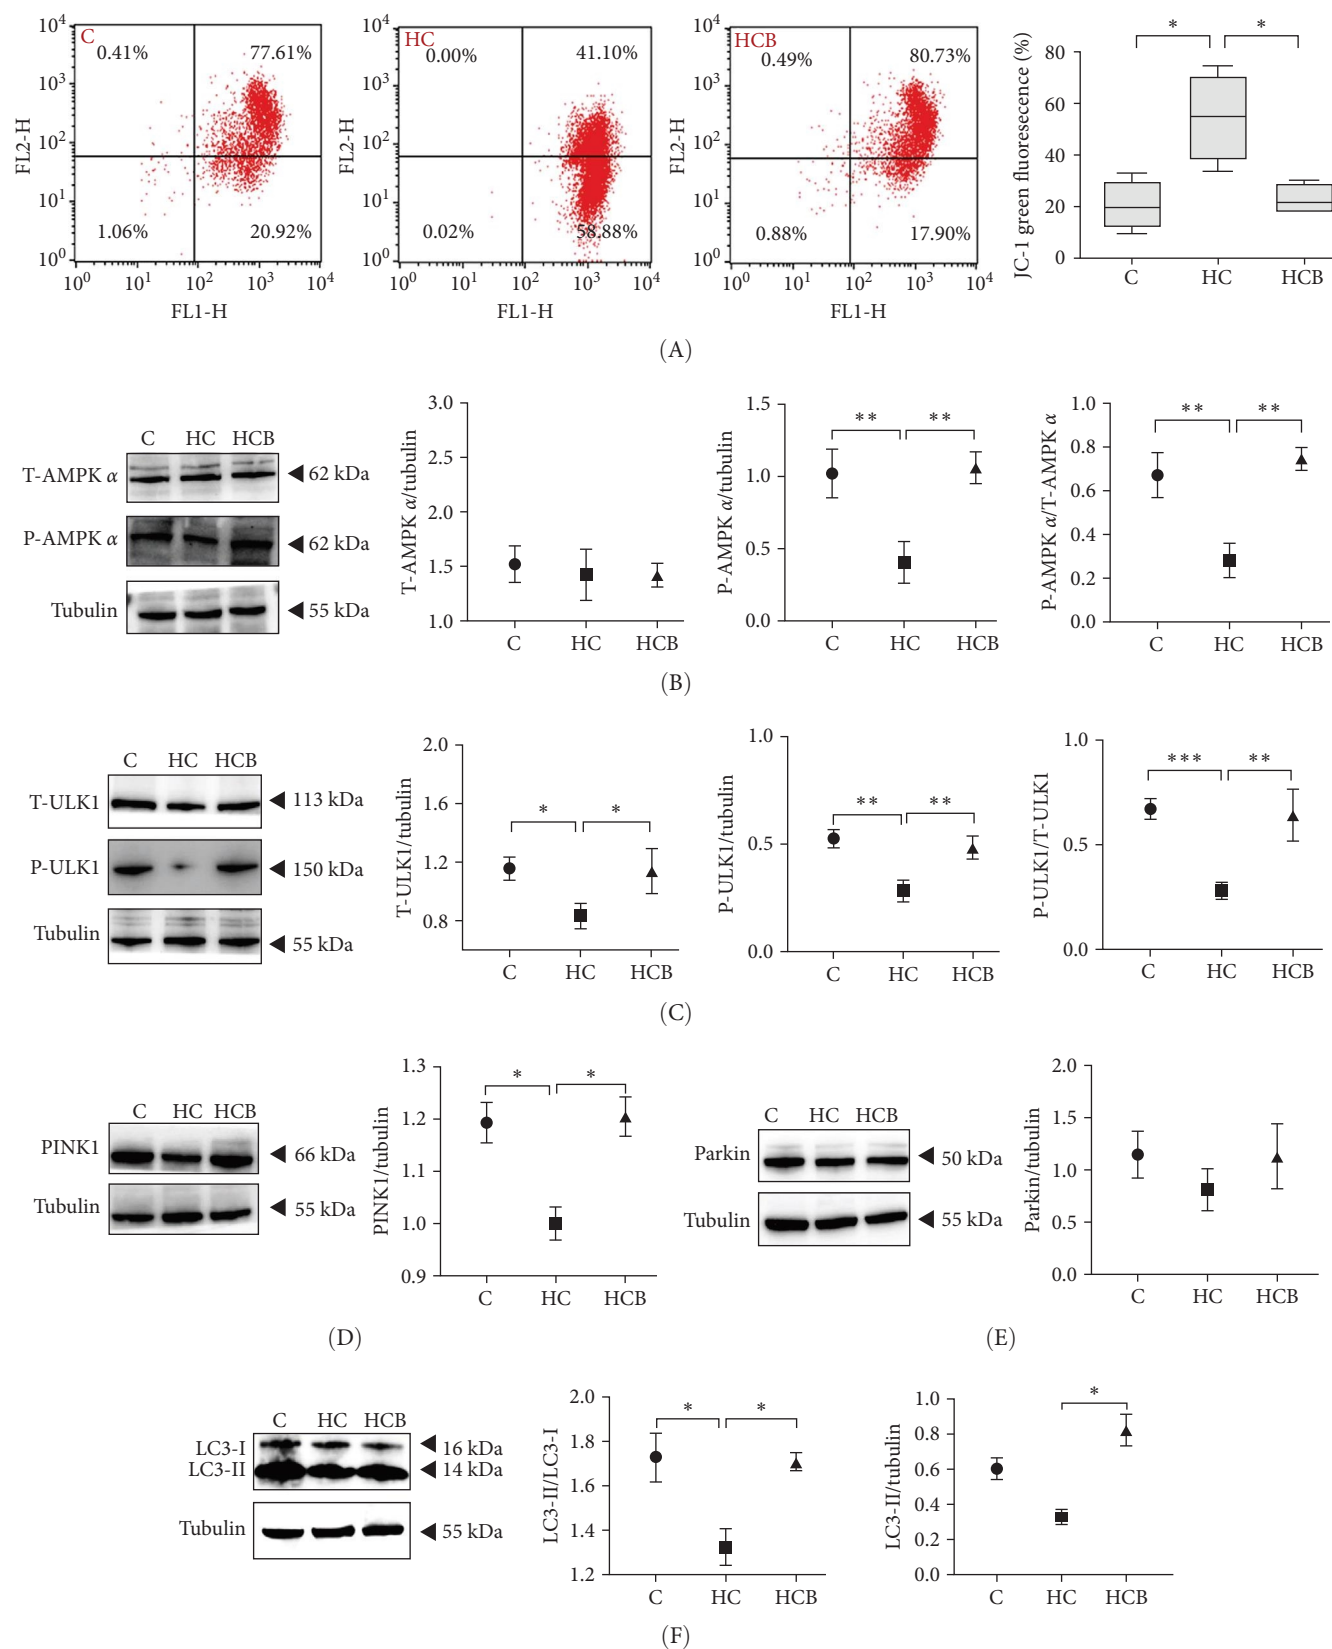 C
0.41%
77.61%
1.06%
20.92%
10⁴
10³
10²
10¹
10⁰
FL2-H
10⁰ 10¹ 10² 10³ 10⁴
FL1-H
HC
0.00%
41.10%
0.02%
58.88%
10⁴
10³
10²
10¹
10⁰
FL2-H
10⁰ 10¹ 10² 10³ 10⁴
FL1-H
HCB
0.49%
80.73%
0.88%
17.90%
10⁴
10³
10²
10¹
10⁰
FL2-H
10⁰ 10¹ 10² 10³ 10⁴
FL1-H
* *
80
60
40
20
0
JC-1 green fluoresecence (%)
C HC HCB
(A)
C HC HCB
T-AMPK α 62 kDa
P-AMPK α 62 kDa
Tubulin 55 kDa
3.0
2.5
2.0
1.5
1.0
T-AMPK α/tubulin
C HC HCB
** **
1.5
1.0
0.5
0.0
P-AMPK α/tubulin
C HC HCB
** **
1.0
0.8
0.6
0.4
0.2
0.0
P-AMPK α/T-AMPK α
C HC HCB
(B)
C HC HCB
T-ULK1 113 kDa
P-ULK1 150 kDa
Tubulin 55 kDa
* *
2.0
1.6
1.2
0.8
T-ULK1/tubulin
C HC HCB
** **
1.0
0.5
0.0
P-ULK1/tubulin
C HC HCB
*** **
1.0
0.5
0.0
P-ULK1/T-ULK1
C HC HCB
(C)
C HC HCB
PINK1 66 kDa
Tubulin 55 kDa
* *
1.3
1.2
1.1
1.0
0.9
PINK1/tubulin
C HC HCB
(D)
C HC HCB
Parkin 50 kDa
Tubulin 55 kDa
2.0
1.5
1.0
0.5
0.0
Parkin/tubulin
C HC HCB
(E)
C HC HCB
LC3-I 16 kDa
LC3-II 14 kDa
Tubulin 55 kDa
* *
2.0
1.8
1.6
1.4
1.2
LC3-II/LC3-I
C HC HCB
*
1.0
0.8
0.6
0.4
0.2
0.0
LC3-II/tubulin
C HC HCB
(F)